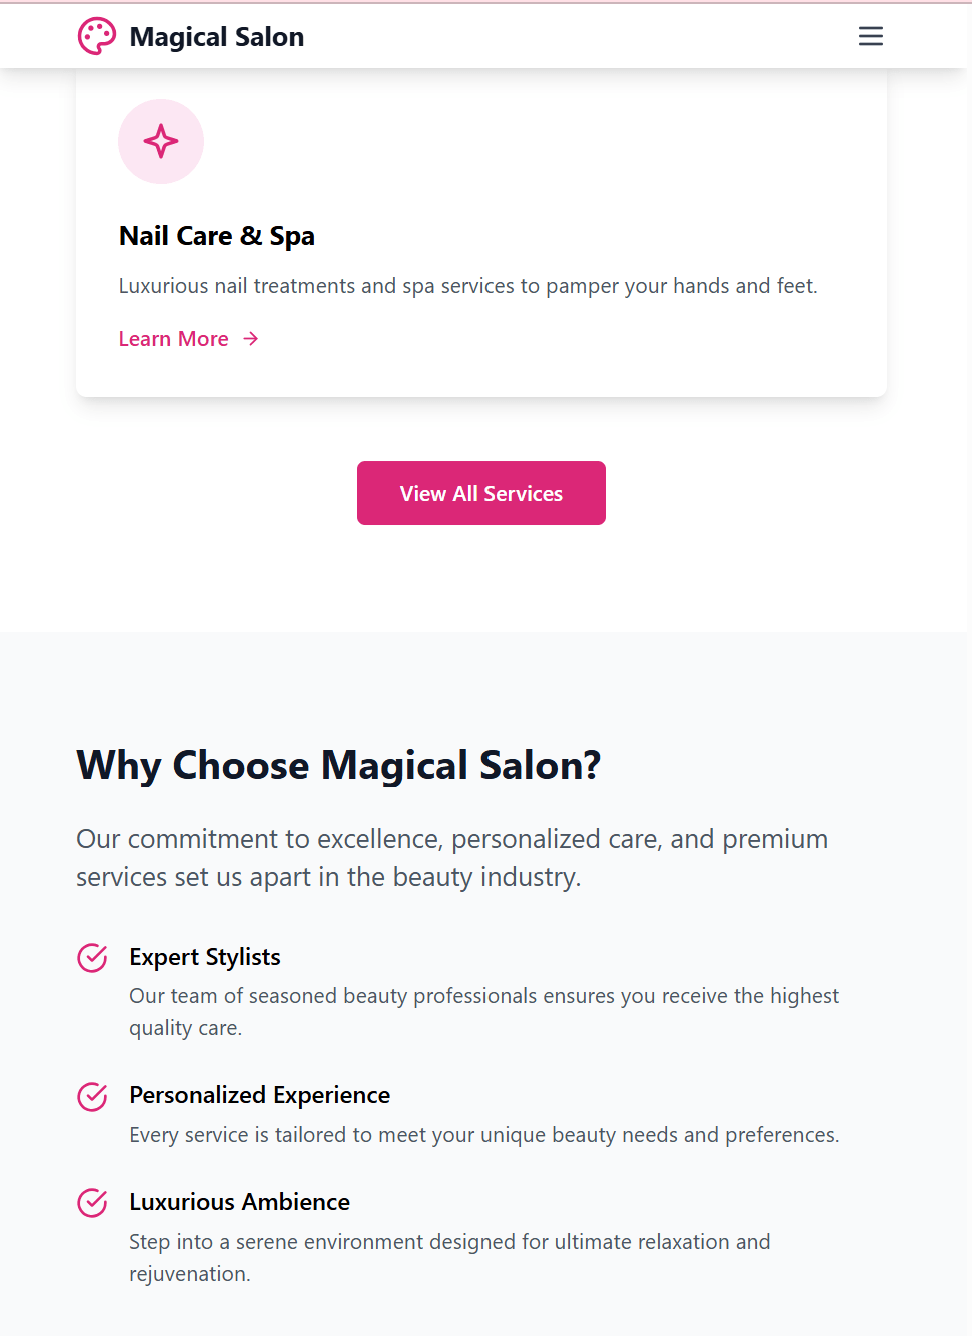 Magical Salon
Nail Care & Spa
Luxurious nail treatments and spa services to pamper your hands and feet.
Learn More
View All Services
Why Choose Magical Salon?
Our commitment to excellence, personalized care, and premium
services set us apart in the beauty industry.
Expert Stylists
Our team of seasoned beauty professionals ensures you receive the highest
quality care.
Personalized Experience
Every service is tailored to meet your unique beauty needs and preferences.
Luxurious Ambience
Step into a serene environment designed for ultimate relaxation and
rejuvenation.